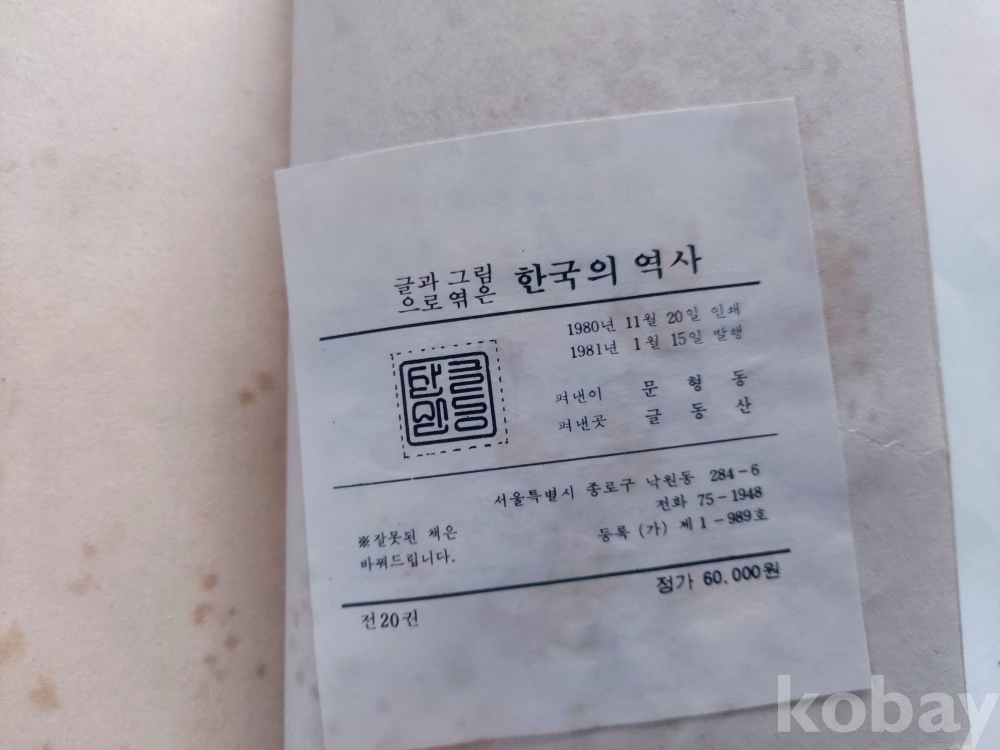 글과 그림
으로 엮은 한국의 역사
1980년 11월 20일 인쇄
1981년 1월 15일 발행
펴낸이 문형동
펴낸곳 글동산
서울특별시 종로구 낙원동 284-6
전화 75-1948
등록 (가) 제1-989호
※잘못된 책은
바꿔드립니다.
정가 60,000원
전20권
kobay